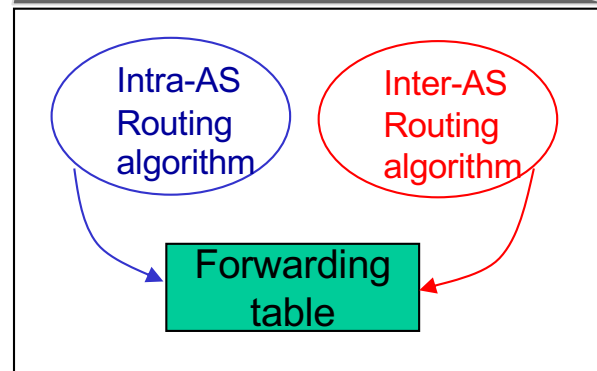 Intra-AS
Routing
algorithm
Inter-AS
Routing
algorithm
Forwarding
table